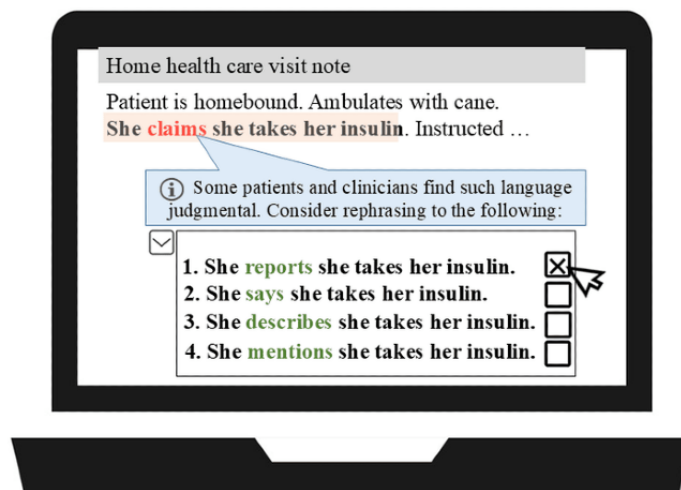 Home health care visit note
Patient is homebound. Ambulates with cane.
She claims she takes her insulin. Instructed …
i Some patients and clinicians find such language
judgmental. Consider rephrasing to the following:
1. She reports she takes her insulin.
2. She says she takes her insulin.
3. She describes she takes her insulin.
4. She mentions she takes her insulin.